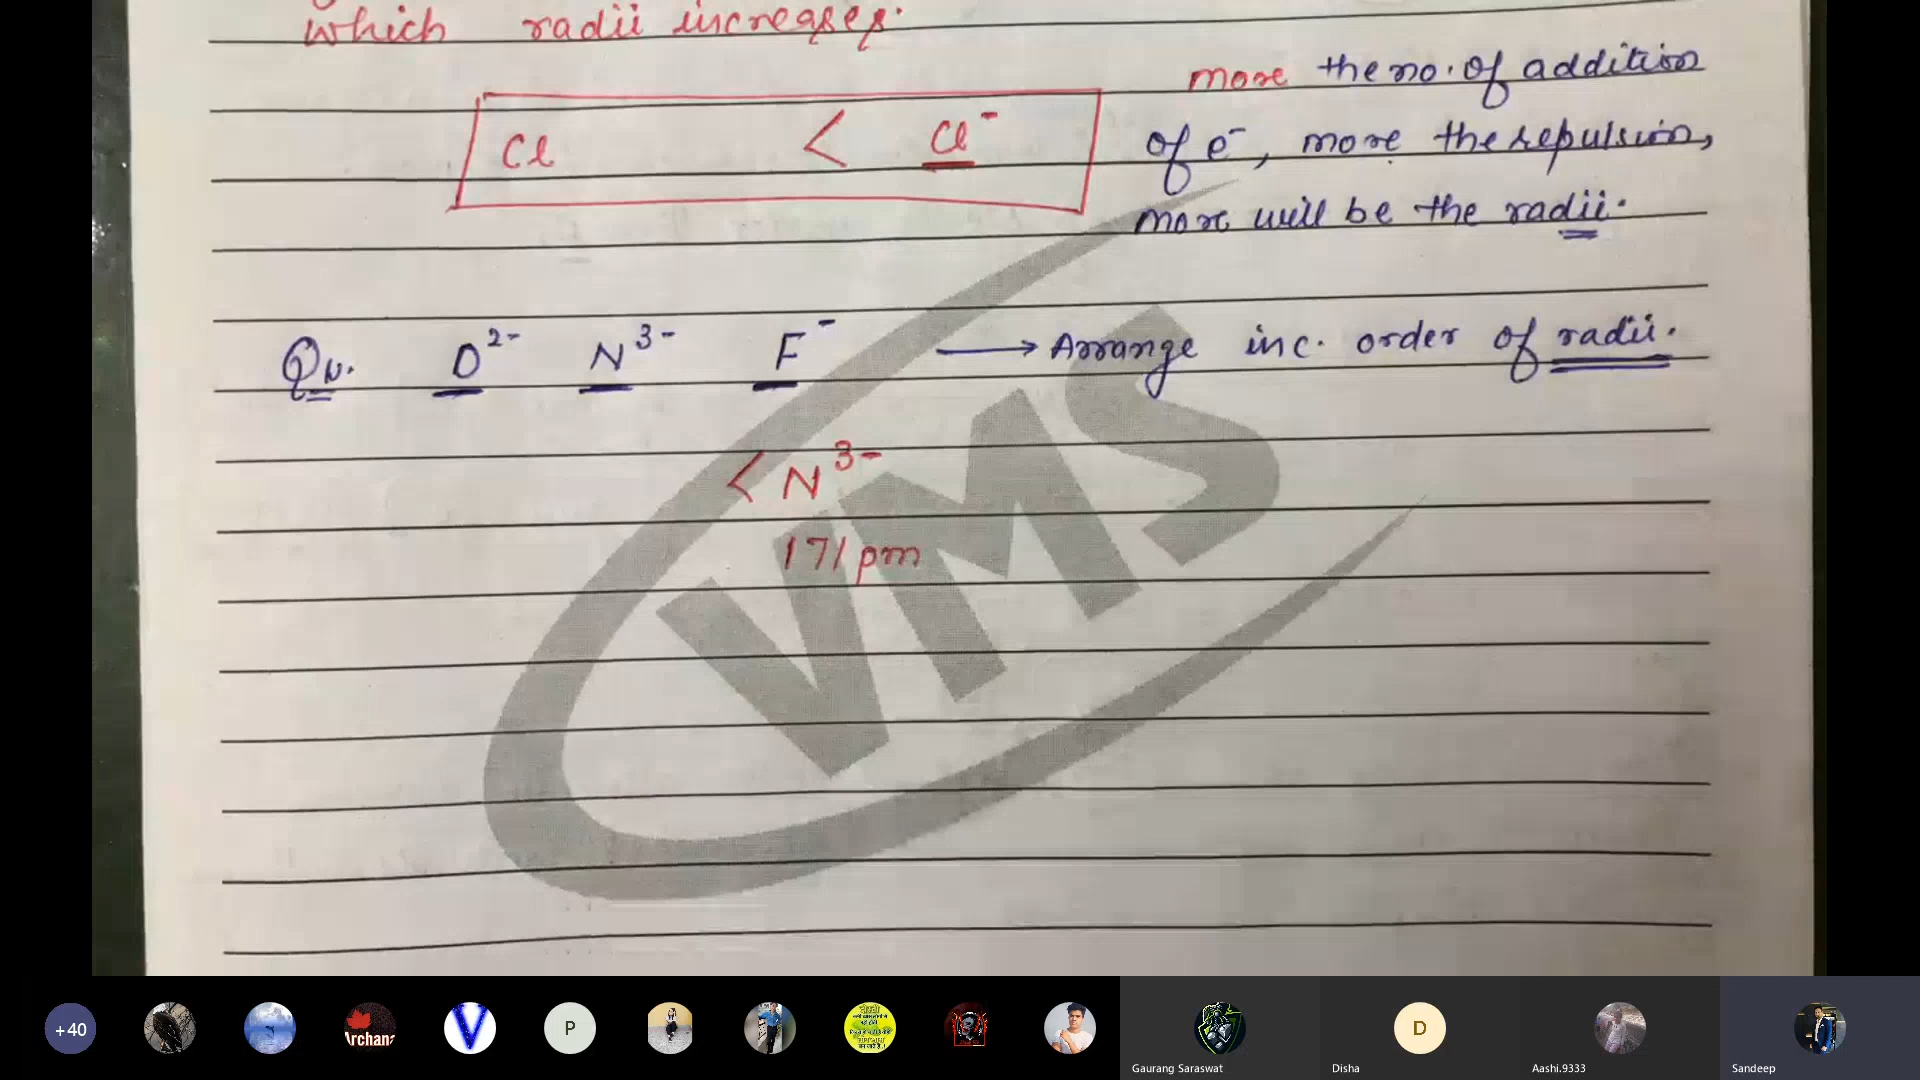 which radii increases.
more the no. of addition
Cl < Cl⁻
of e⁻, more the repulsion,
more will be the radii.
Qn. O²⁻ N³⁻ F⁻ → Arrange inc. order of radii.
< N³⁻
171 pm
VMS
+40
Archana
V
P
D
Gaurang Saraswat
Disha
Aashi.9333
Sandeep